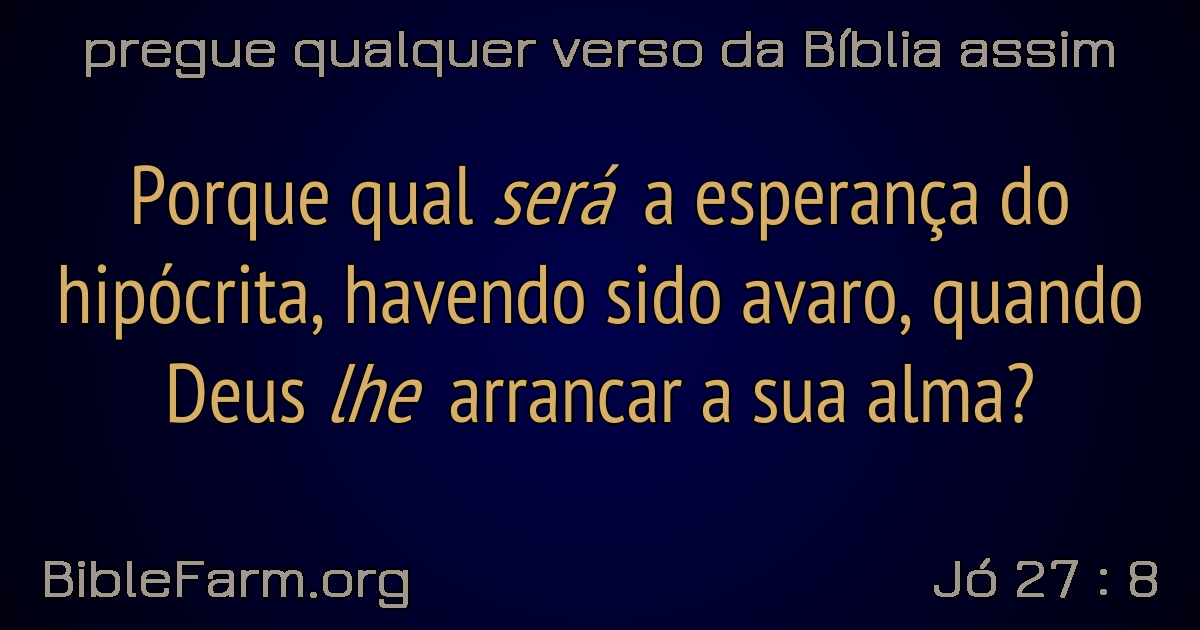 pregue qualquer verso da Bíblia assim
Porque qual será a esperança do
hipócrita, havendo sido avaro, quando
Deus lhe arrancar a sua alma?
BibleFarm.org
Jó 27 : 8